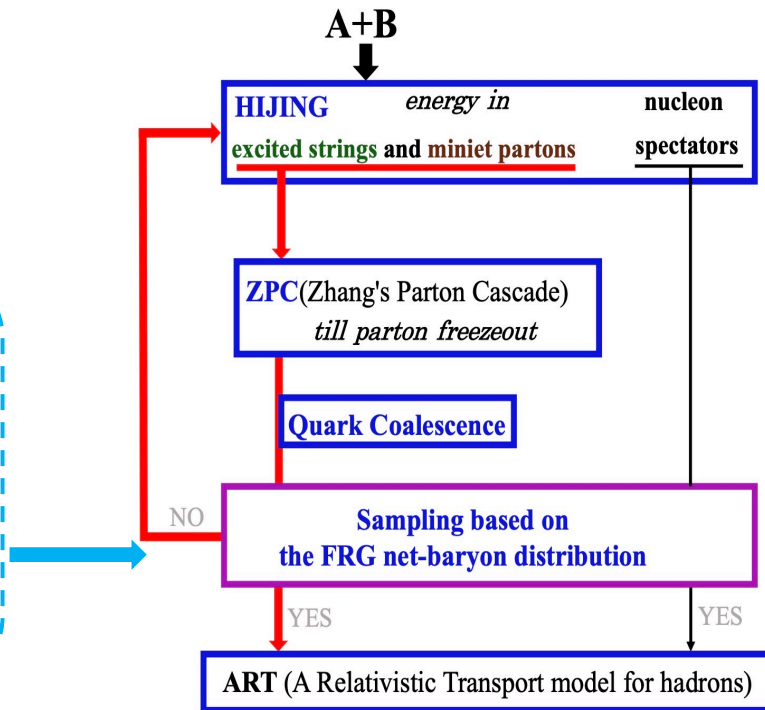 A+B
HIJING energy in nucleon
excited strings and miniet partons spectators
ZPC(Zhang's Parton Cascade)
till parton freezeout
Quark Coalescence
NO
Sampling based on
the FRG net-baryon distribution
YES YES
ART (A Relativistic Transport model for hadrons)